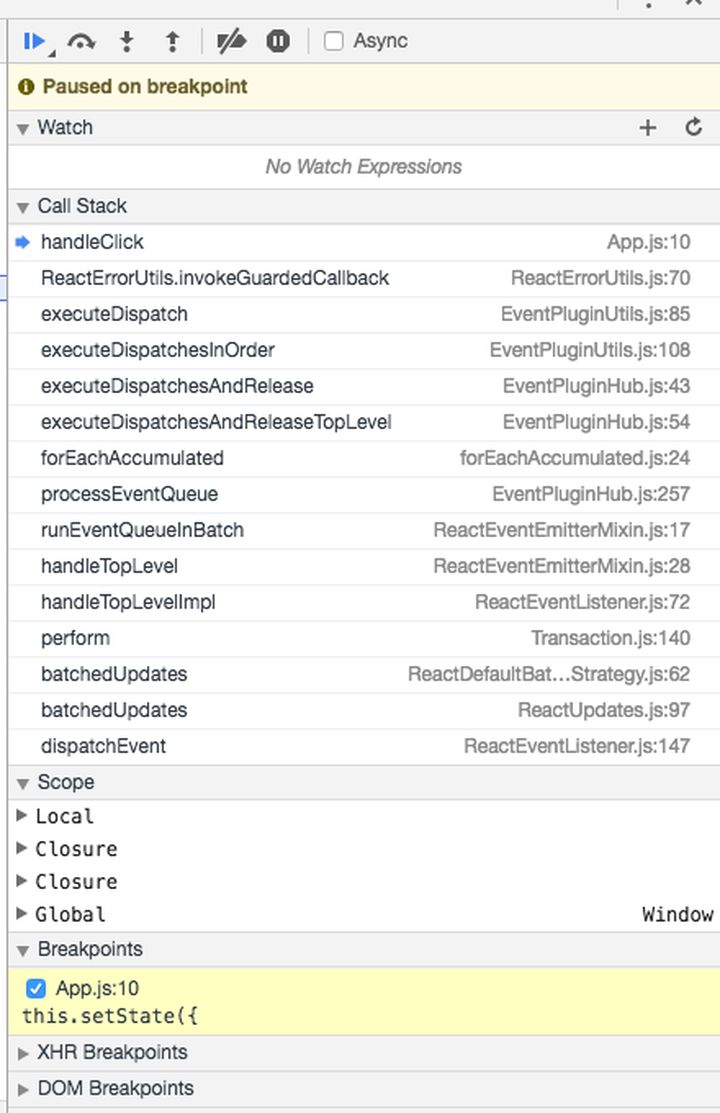 Async
Paused on breakpoint
Watch
No Watch Expressions
Call Stack
handleClick App.js:10
ReactErrorUtils.invokeGuardedCallback ReactErrorUtils.js:70
executeDispatch EventPluginUtils.js:85
executeDispatchesInOrder EventPluginUtils.js:108
executeDispatchesAndRelease EventPluginHub.js:43
executeDispatchesAndReleaseTopLevel EventPluginHub.js:54
forEachAccumulated forEachAccumulated.js:24
processEventQueue EventPluginHub.js:257
runEventQueueInBatch ReactEventEmitterMixin.js:17
handleTopLevel ReactEventEmitterMixin.js:28
handleTopLevelImpl ReactEventListener.js:72
perform Transaction.js:140
batchedUpdates ReactDefaultBat...Strategy.js:62
batchedUpdates ReactUpdates.js:97
dispatchEvent ReactEventListener.js:147
Scope
Local
Closure
Closure
Global Window
Breakpoints
App.js:10
this.setState({
XHR Breakpoints
DOM Breakpoints